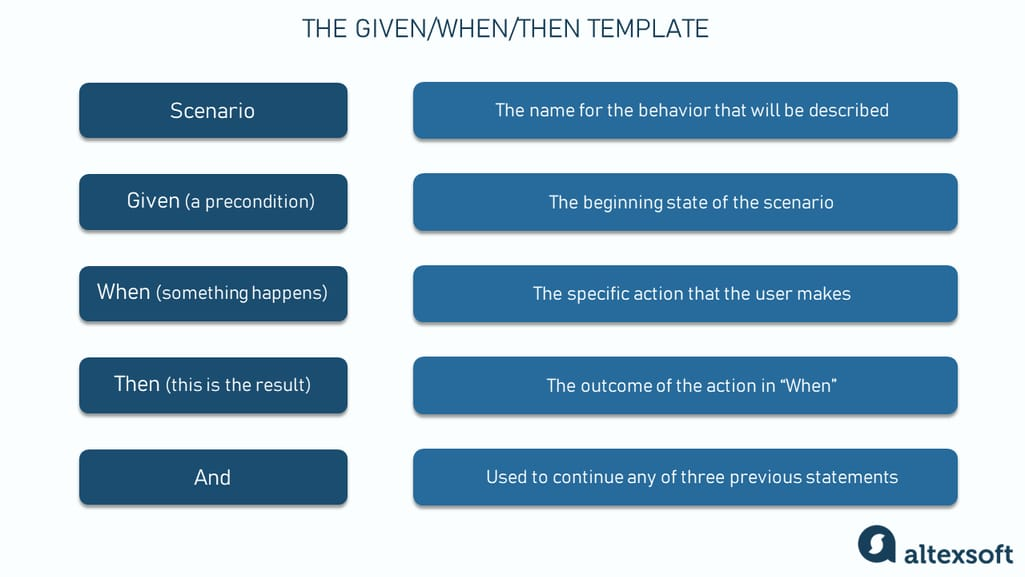 THE GIVEN/WHEN/THEN TEMPLATE
Scenario
The name for the behavior that will be described
Given (a precondition)
The beginning state of the scenario
When (something happens)
The specific action that the user makes
Then (this is the result)
The outcome of the action in “When”
And
Used to continue any of three previous statements
altexsoft